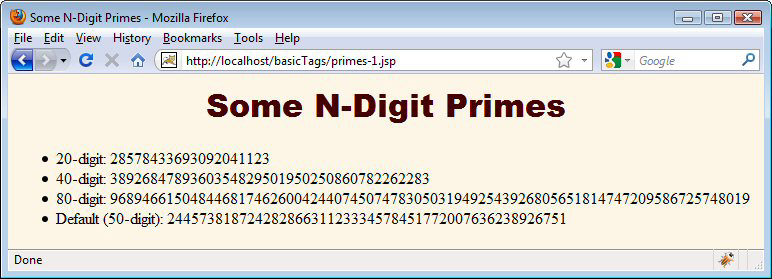 Some N-Digit Primes - Mozilla Firefox
File Edit View History Bookmarks Tools Help
http://localhost/basicTags/primes-1.jsp Google
Some N-Digit Primes
20-digit: 28578433693092041123
40-digit: 3892684789360354829501950250860782262283
80-digit: 96894661504844681746260042440745074783050319492543926805651814747209586725748019
Default (50-digit): 24457381872428286631123334578451772007636238926751
Done